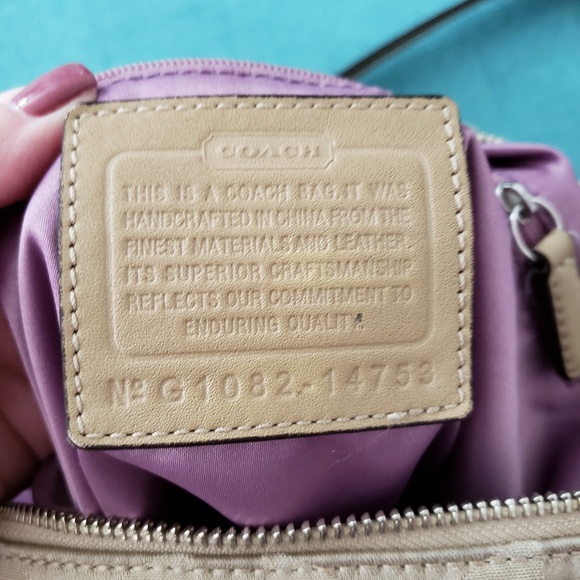 COACH
THIS IS A COACH BAG. IT WAS
HANDCRAFTED IN CHINA FROM THE
FINEST MATERIALS AND LEATHER.
ITS SUPERIOR CRAFTSMANSHIP
REFLECTS OUR COMMITMENT TO
ENDURING QUALITY.
Nº G1082-14753